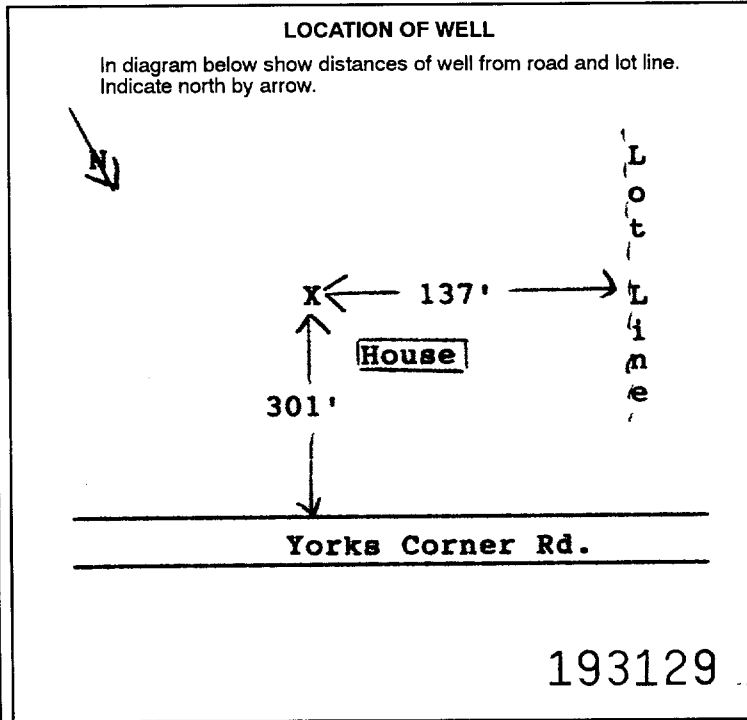 LOCATION OF WELL
In diagram below show distances of well from road and lot line.
Indicate north by arrow.
N
Lot Line
X 137'
House
301'
Yorks Corner Rd.
193129